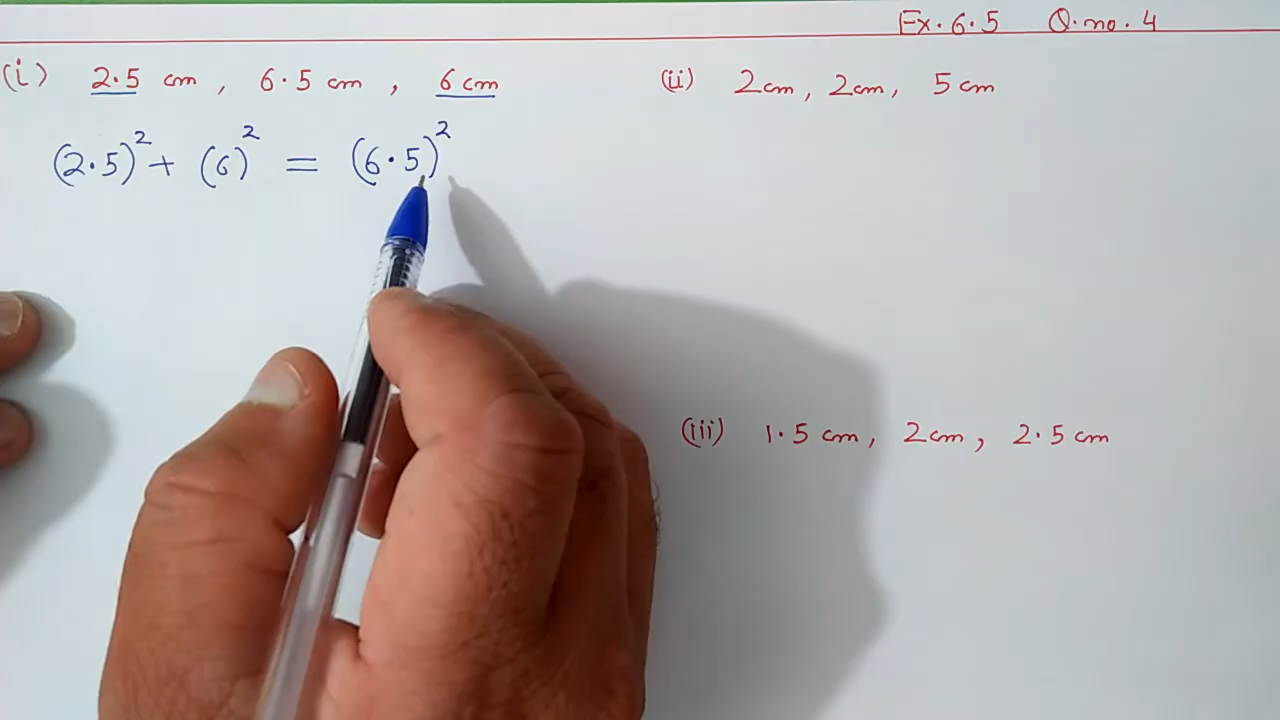 Ex. 6.5 Q. no. 4
(i) 2.5 cm, 6.5 cm, 6 cm
(2.5)² + (6)² = (6.5)²
(ii) 2cm, 2cm, 5 cm
(iii) 1.5 cm, 2cm, 2.5 cm